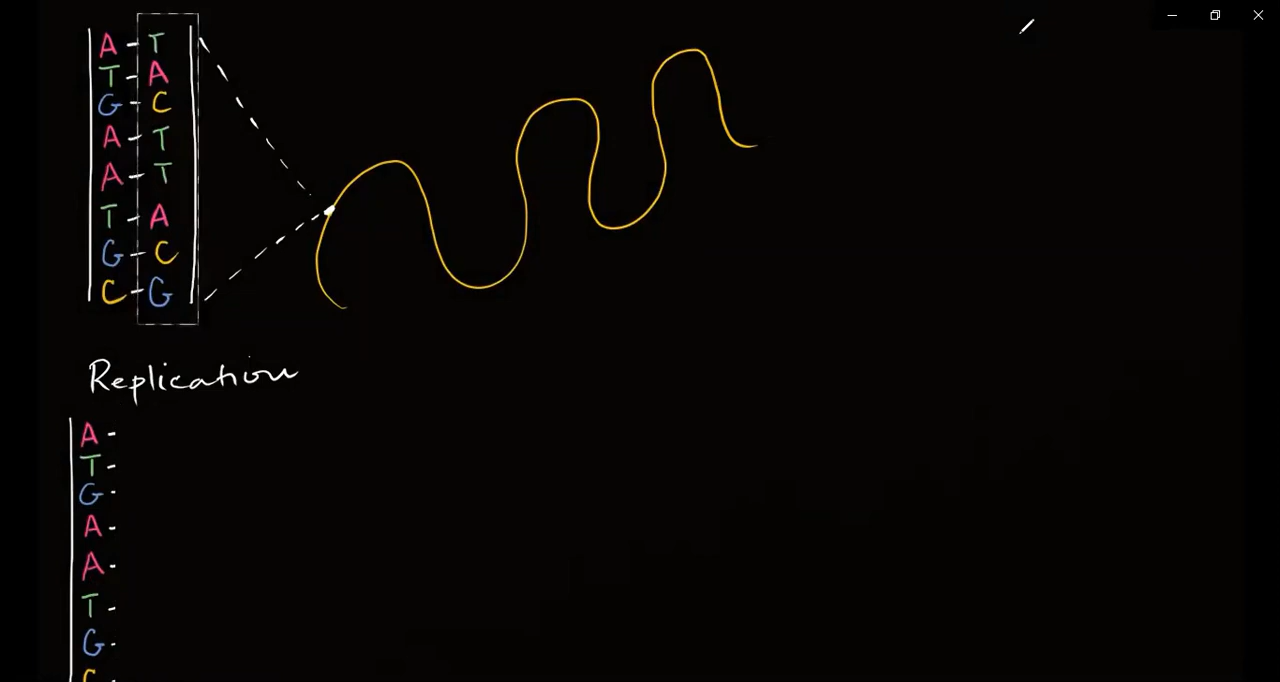 A - T
T - A
G - C
A - T
A - T
T - A
G - C
C - G
Replication
A -
T -
G -
A -
A -
T -
G -
C -